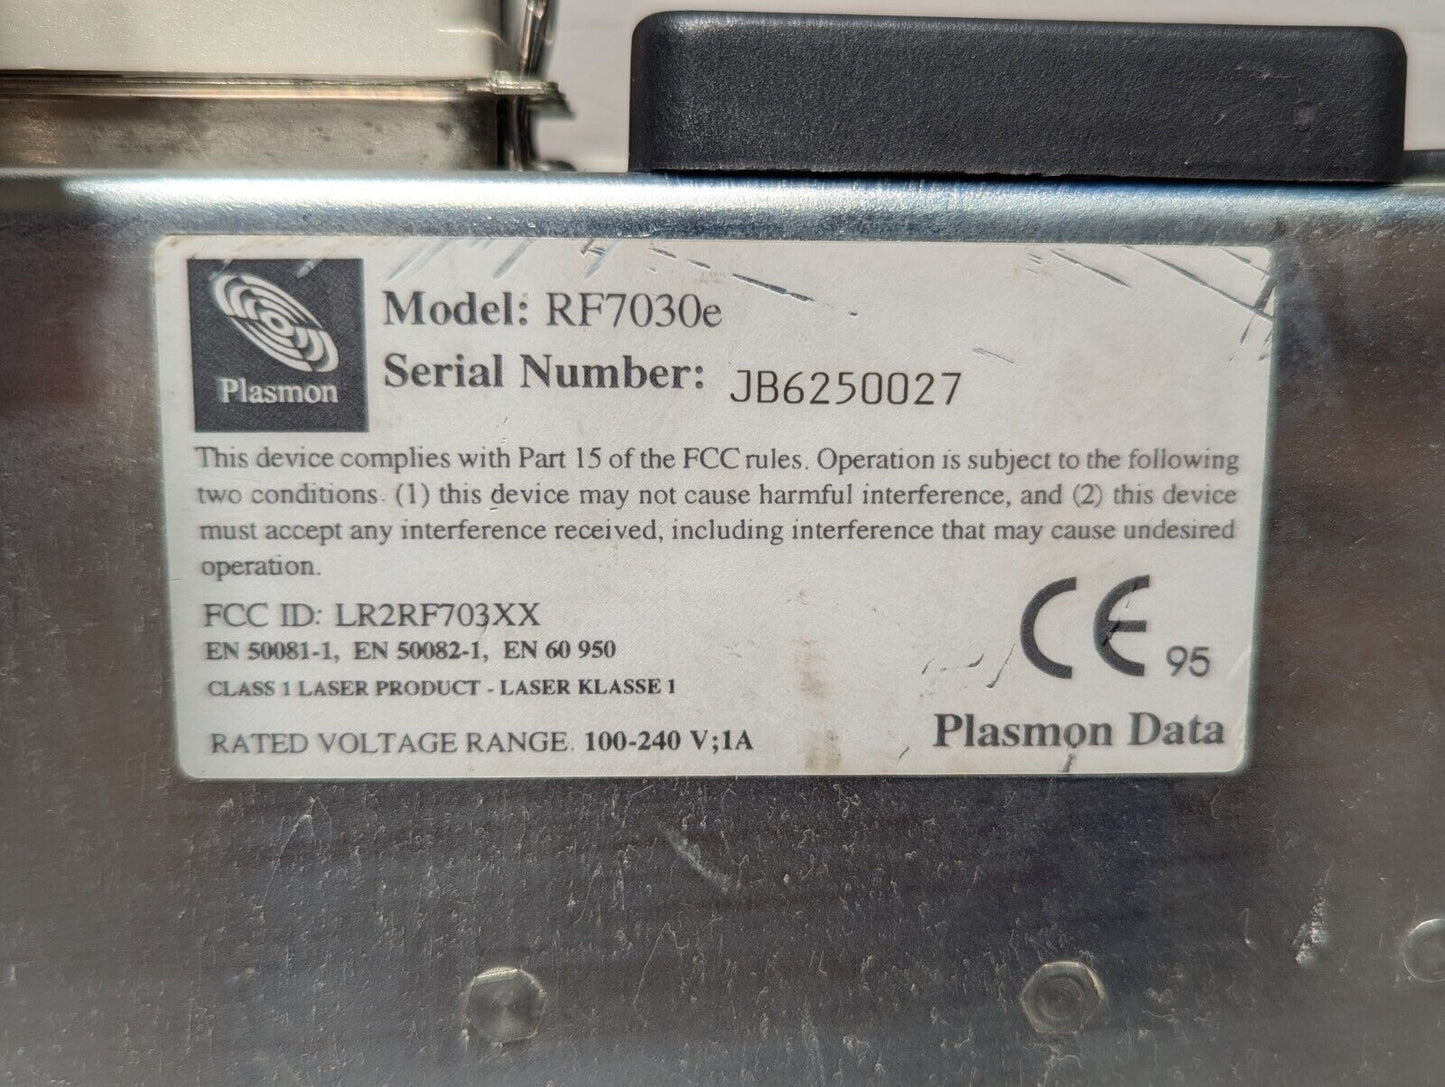 Plasmon
Model: RF7030e
Serial Number: JB6250027
This device complies with Part 15 of the FCC rules. Operation is subject to the following
two conditions. (1) this device may not cause harmful interference, and (2) this device
must accept any interference received, including interference that may cause undesired
operation.
FCC ID: LR2RF703XX
EN 50081-1, EN 50082-1, EN 60 950
CLASS 1 LASER PRODUCT - LASER KLASSE 1
RATED VOLTAGE RANGE. 100-240 V;1A
CE 95
Plasmon Data